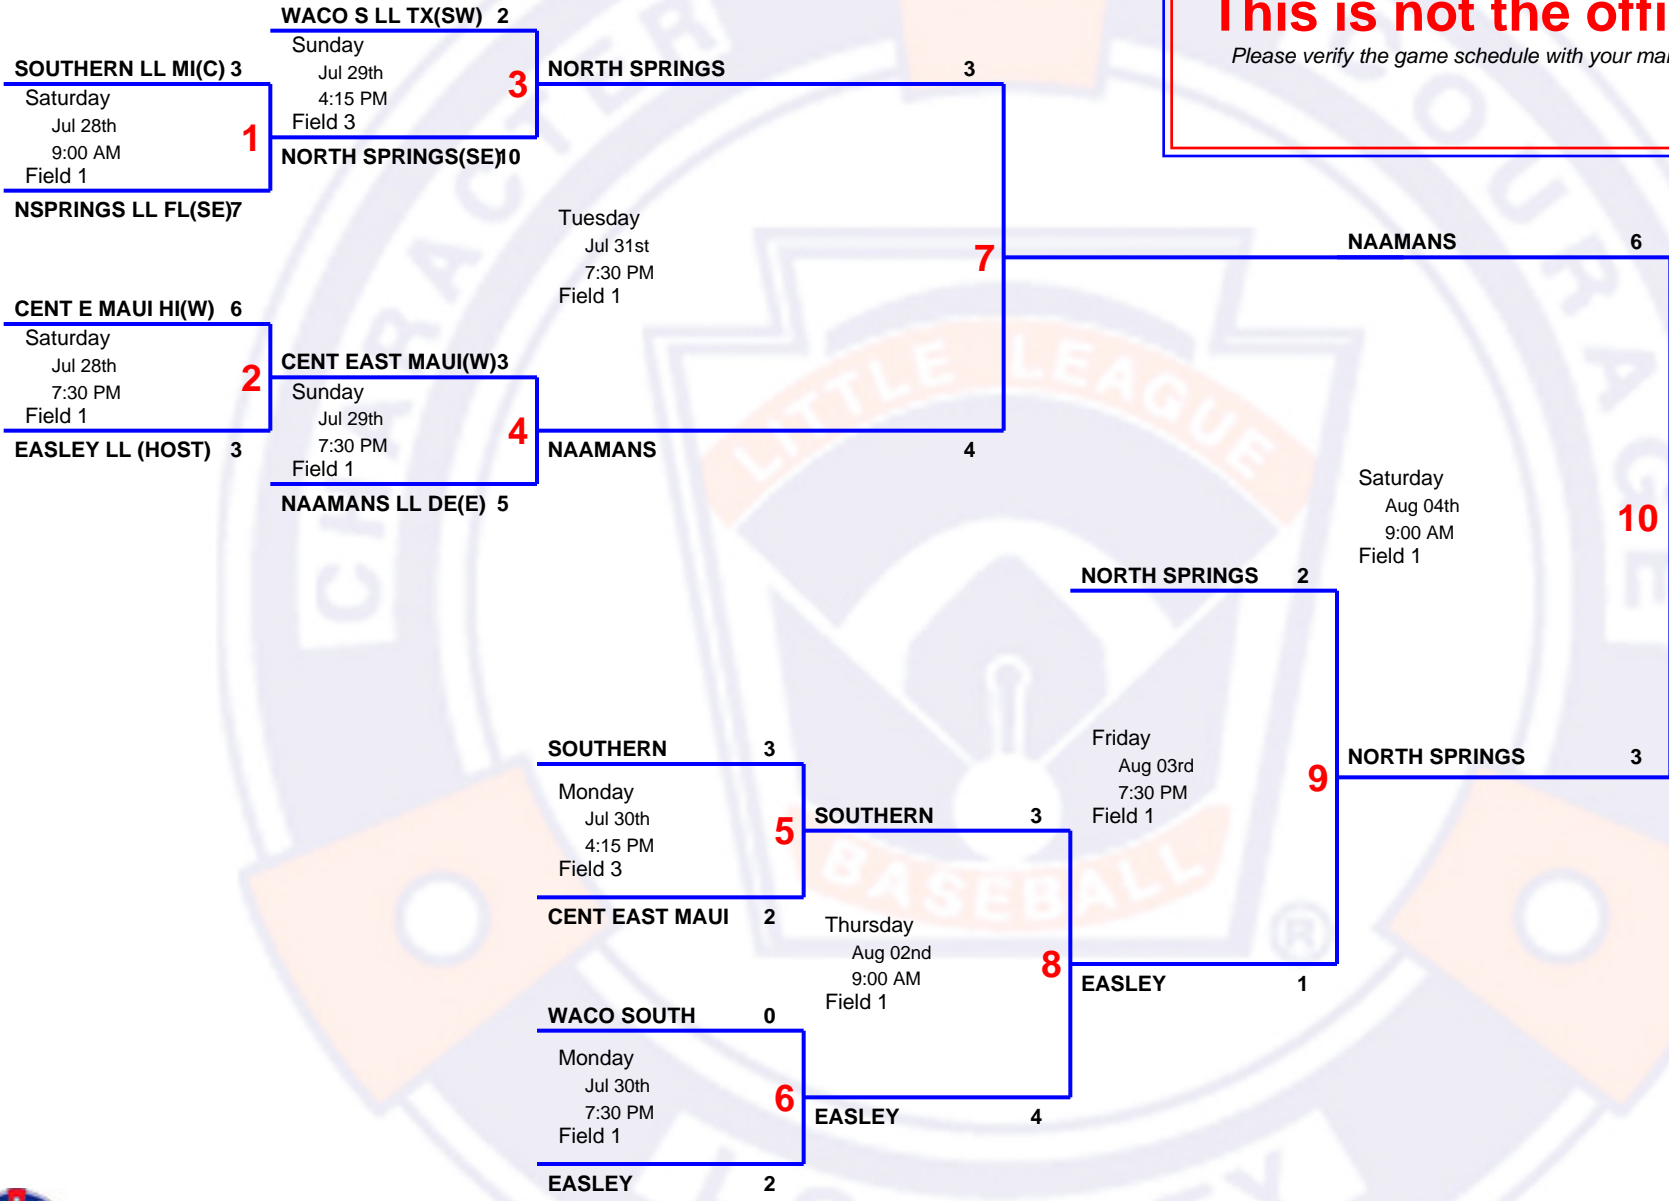 WACO S LL TX(SW) 2
This is not the offi
Please verify the game schedule with your ma
Sunday
Jul 29th
4:15 PM
Field 3
3
SOUTHERN LL MI(C) 3
NORTH SPRINGS 3
Saturday
Jul 28th
9:00 AM
Field 1
1
NORTH SPRINGS(SE)10
NSPRINGS LL FL(SE)7
Tuesday
Jul 31st
7:30 PM
Field 1
7
NAAMANS 6
CENT E MAUI HI(W) 6
Saturday
Jul 28th
7:30 PM
Field 1
2
CENT EAST MAUI(W)3
Sunday
Jul 29th
7:30 PM
Field 1
4
EASLEY LL (HOST) 3
NAAMANS 4
NAAMANS LL DE(E) 5
Saturday
Aug 04th
9:00 AM
Field 1
10
NORTH SPRINGS 2
SOUTHERN 3
Monday
Jul 30th
4:15 PM
Field 3
5
Friday
Aug 03rd
7:30 PM
Field 1
9
NORTH SPRINGS 3
SOUTHERN 3
CENT EAST MAUI 2
Thursday
Aug 02nd
9:00 AM
Field 1
8
EASLEY 1
WACO SOUTH 0
Monday
Jul 30th
7:30 PM
Field 1
6
EASLEY 4
EASLEY 2
CHARACTER
COURAGE
LITTLE LEAGUE
BASEBALL
®